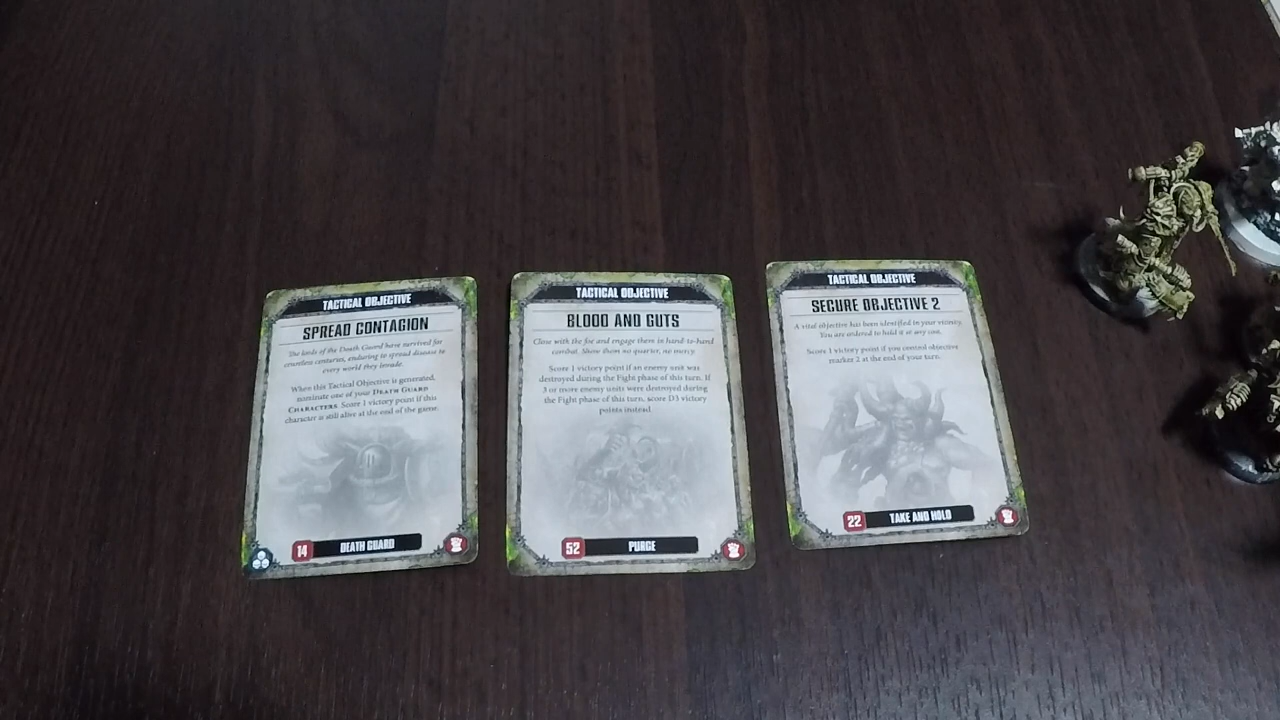 TACTICAL OBJECTIVE
SPREAD CONTAGION
The lords of the Death Guard have survived for
countless centuries, enduring to spread disease to
every world they invade.
When this Tactical Objective is generated,
nominate one of your DEATH GUARD
CHARACTERS. Score 1 victory point if this
character is still alive at the end of the game.
14
DEATH GUARD
TACTICAL OBJECTIVE
BLOOD AND GUTS
Close with the foe and engage them in hand-to-hand
combat. Show them no quarter, no mercy.
Score 1 victory point if an enemy unit was
destroyed during the Fight phase of this turn. If
3 or more enemy units were destroyed during
the Fight phase of this turn, score D3 victory
points instead.
52
PURGE
TACTICAL OBJECTIVE
SECURE OBJECTIVE 2
A vital objective has been identified in your vicinity.
You are ordered to hold it at any cost.
Score 1 victory point if you control objective
marker 2 at the end of your turn.
22
TAKE AND HOLD